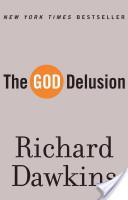 NEW YORK TIMES BESTSELLER
The GOD Delusion
Richard
Dawkins